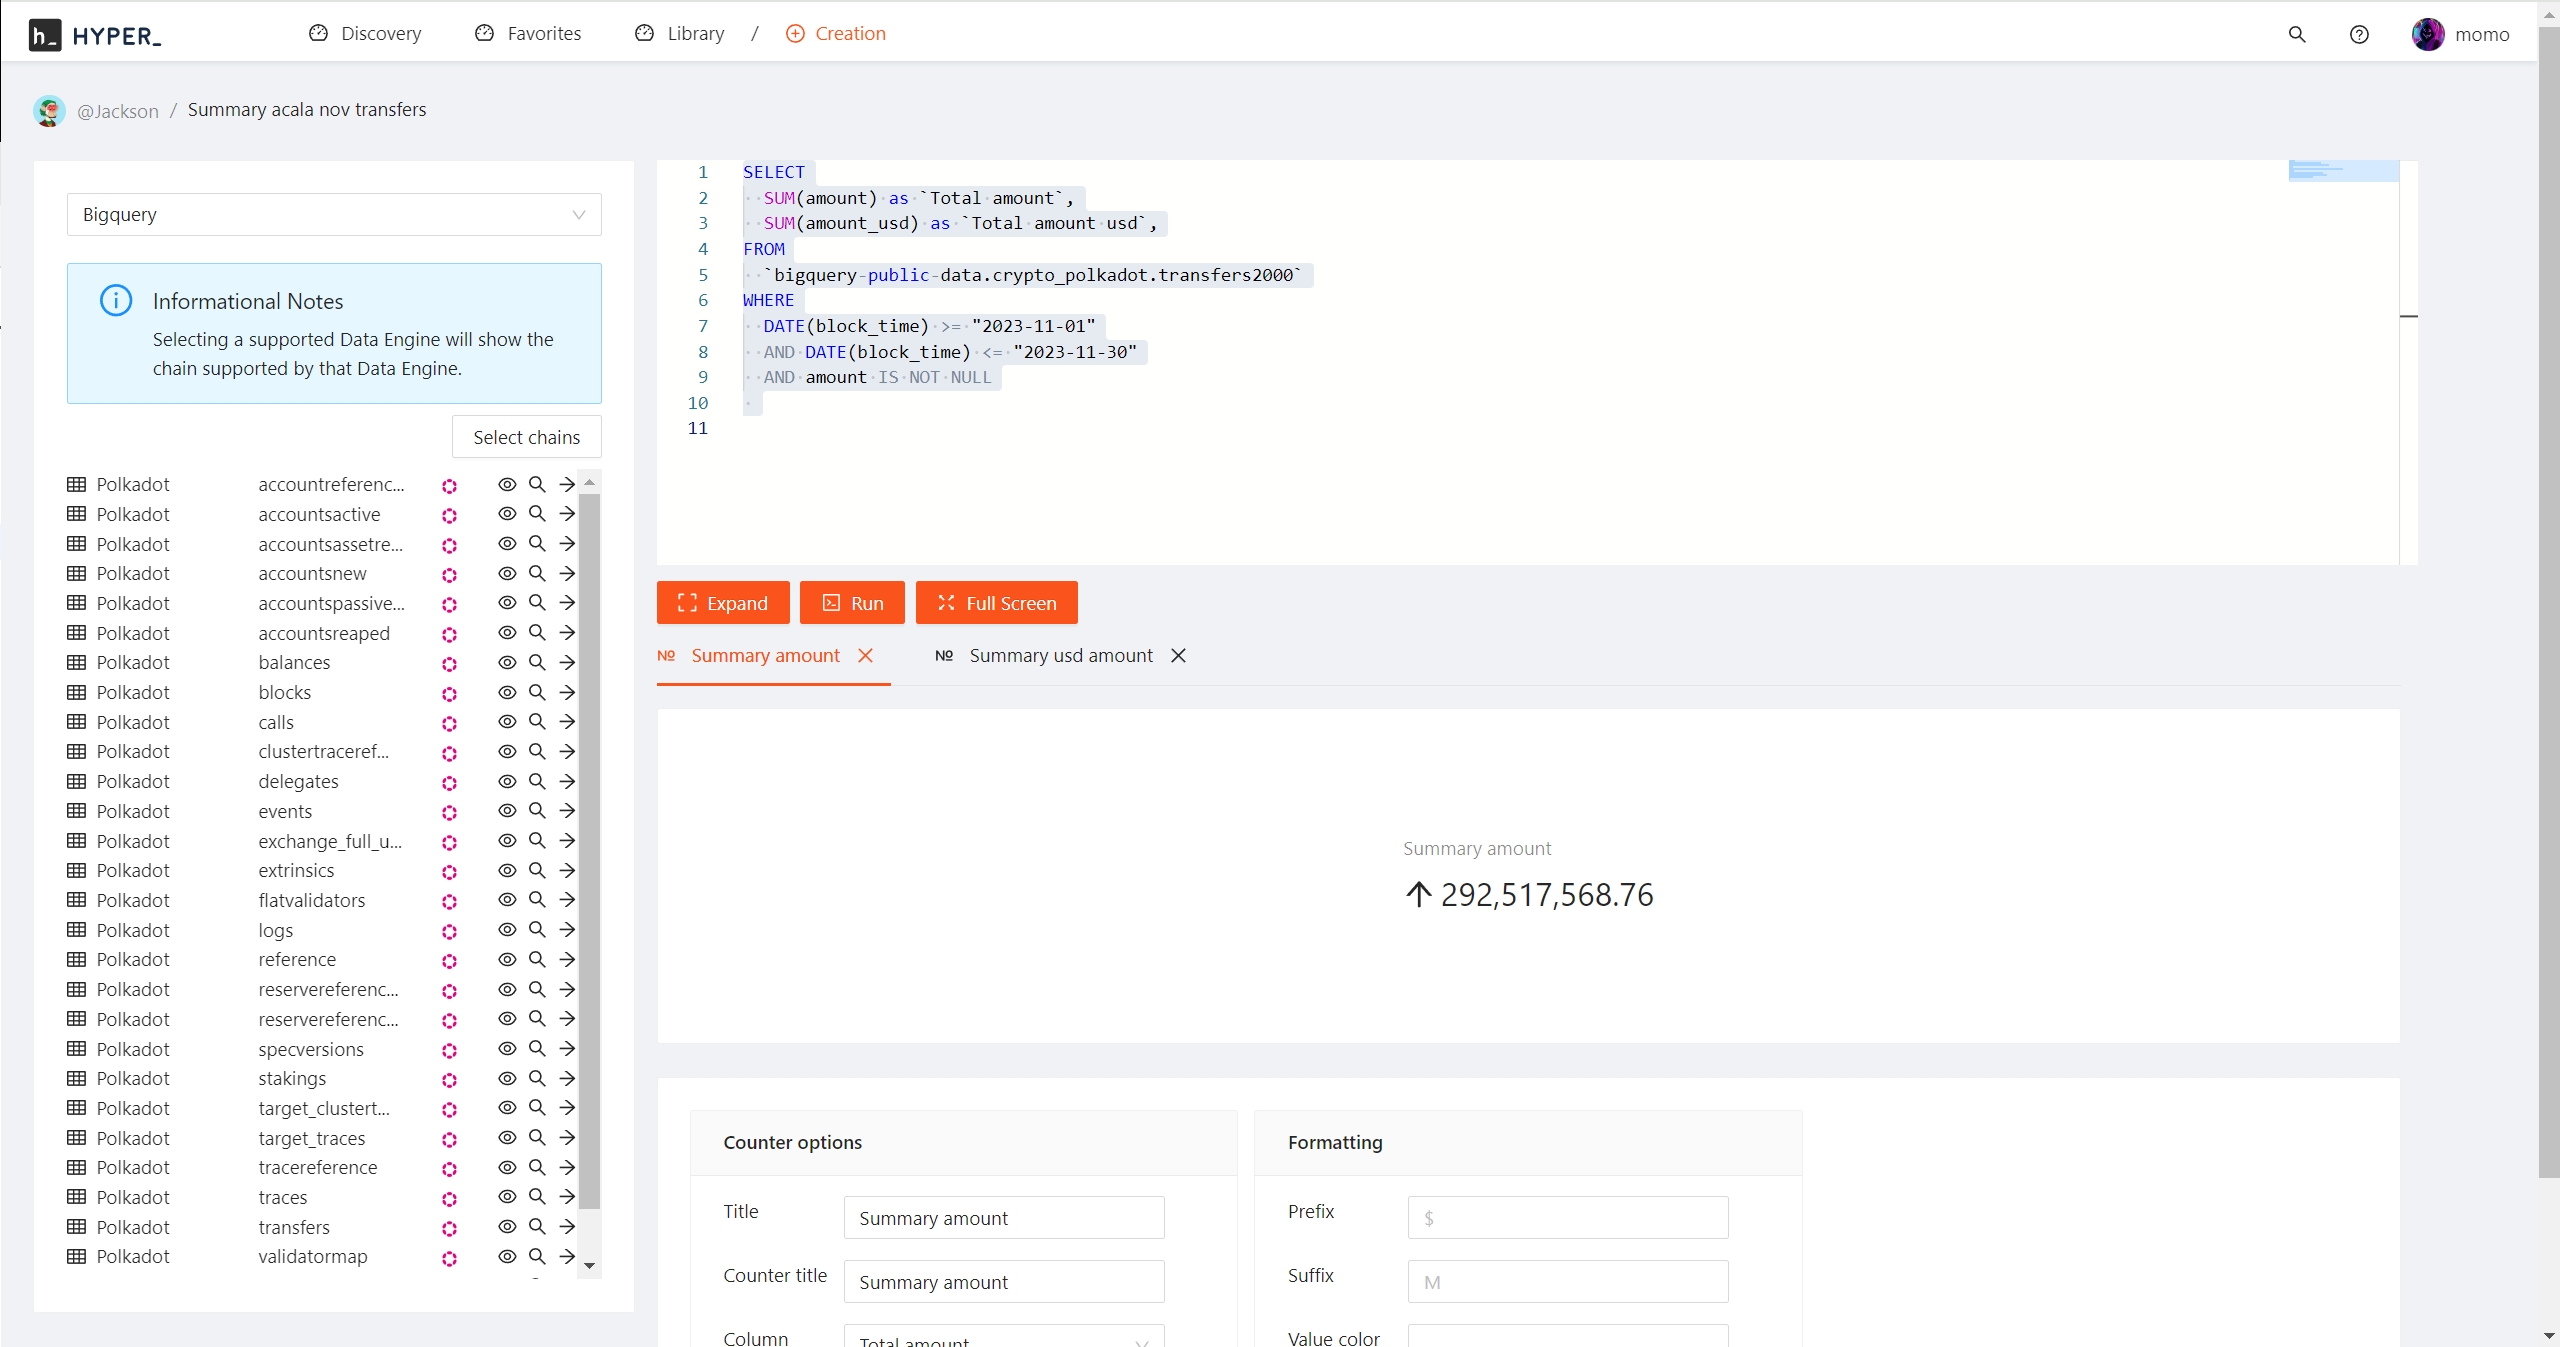 h_ HYPER_ Discovery Favorites Library / Creation momo
@Jackson / Summary acala nov transfers
Bigquery
Informational Notes
Selecting a supported Data Engine will show the
chain supported by that Data Engine.
Select chains
Polkadot accountreferenc...
Polkadot accountsactive
Polkadot accountsassetre...
Polkadot accountsnew
Polkadot accountspassive...
Polkadot accountsreaped
Polkadot balances
Polkadot blocks
Polkadot calls
Polkadot clustertraceref...
Polkadot delegates
Polkadot events
Polkadot exchange_full_u...
Polkadot extrinsics
Polkadot flatvalidators
Polkadot logs
Polkadot reference
Polkadot reservereferenc...
Polkadot reservereferenc...
Polkadot specversions
Polkadot stakings
Polkadot target_clustert...
Polkadot target_traces
Polkadot tracereference
Polkadot traces
Polkadot transfers
Polkadot validatormap
1 SELECT
2 SUM(amount) as `Total amount`,
3 SUM(amount_usd) as `Total amount usd`,
4 FROM
5 `bigquery-public-data.crypto_polkadot.transfers2000`
6 WHERE
7 DATE(block_time) >= "2023-11-01"
8 AND DATE(block_time) <= "2023-11-30"
9 AND amount IS NOT NULL
10
11
Expand Run Full Screen
№ Summary amount № Summary usd amount
Summary amount
292,517,568.76
Counter options
Title Summary amount
Counter title Summary amount
Column Total amount
Formatting
Prefix $
Suffix M
Value color